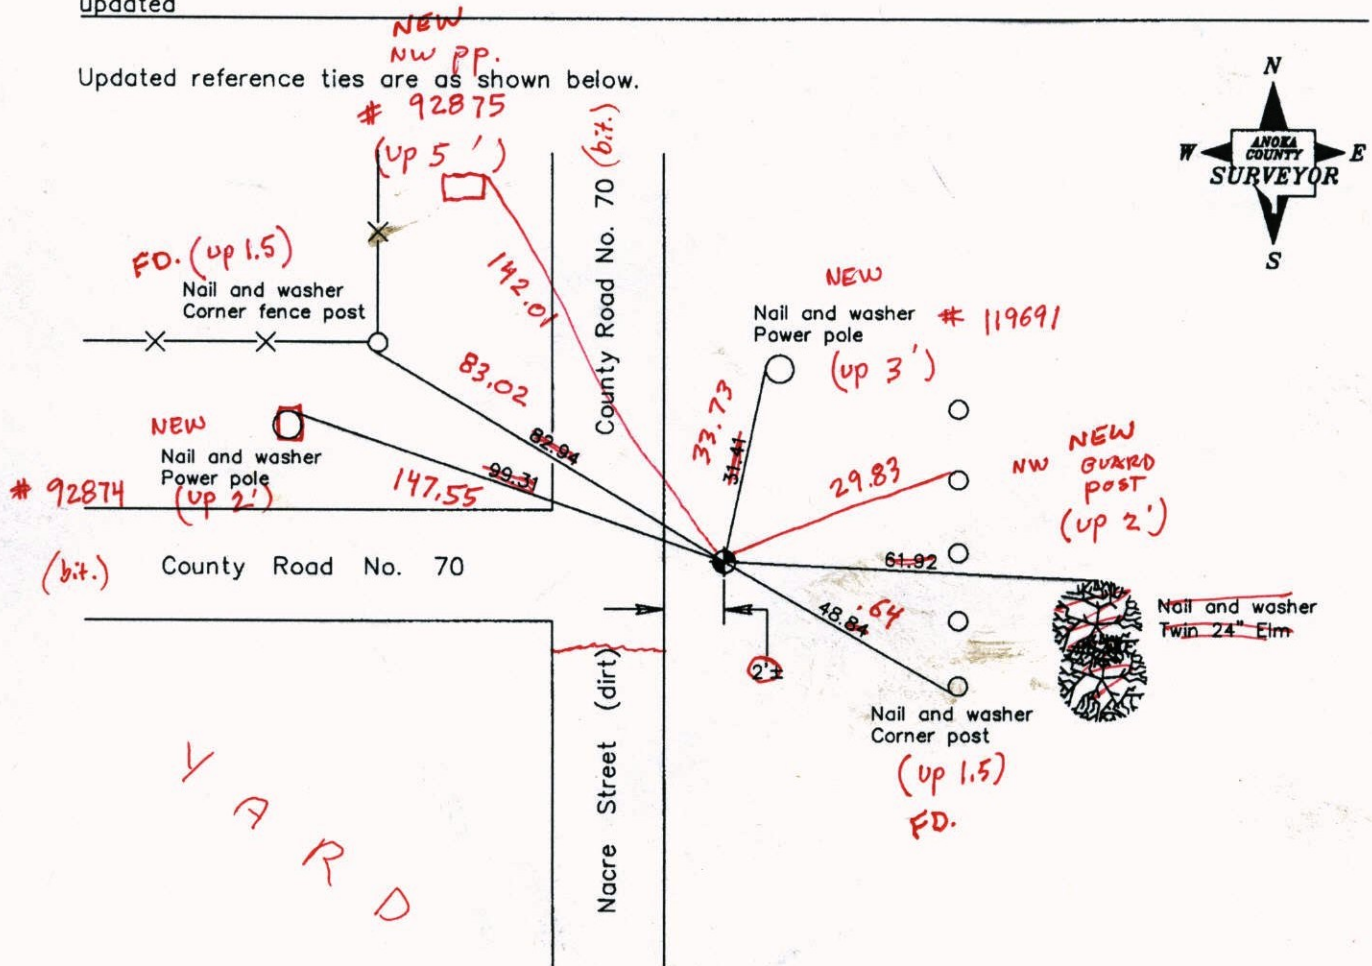 updated
NEW
NW PP.
Updated reference ties are as shown below.
# 92875
(up 5')
N
W ANOKA COUNTY SURVEYOR E
S
County Road No. 70 (bit.)
FD. (up 1.5)
Nail and washer
Corner fence post
142.01
83.02
82.94
NEW
Nail and washer
Power pole
# 119691
(up 3')
33.73
31.41
NEW
Nail and washer
Power pole
# 92874
(up 2')
147.55
99.31
29.83
NEW
NW GUARD
POST
(up 2')
(bit.)
County Road No. 70
61.92
48.84
.64
Nail and washer
Twin 24" Elm
2'±
Nail and washer
Corner post
(up 1.5)
FD.
Nacre Street (dirt)
YARD